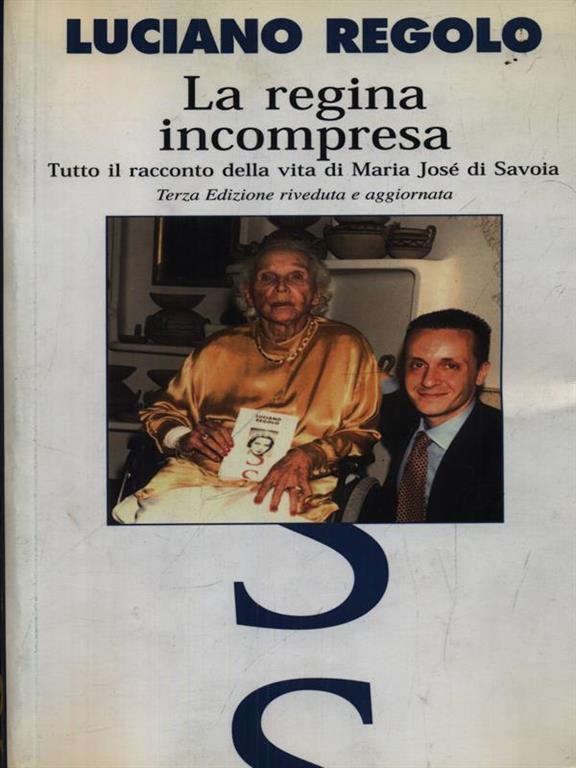 LUCIANO REGOLO
La regina
incompresa
Tutto il racconto della vita di Maria José di Savoia
Terza Edizione riveduta e aggiornata
LUCIANO
REGOLO
S
S
S